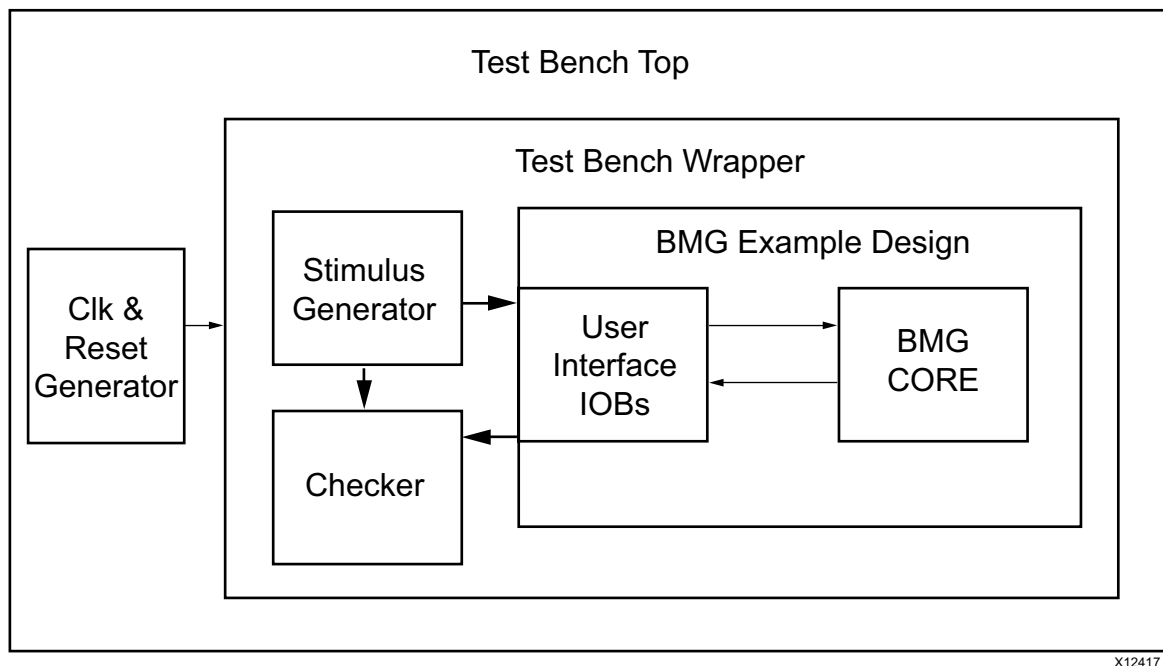 Test Bench Top
Test Bench Wrapper
BMG Example Design
Clk &
Reset
Generator
Stimulus
Generator
User
Interface
IOBs
BMG
CORE
Checker
X12417